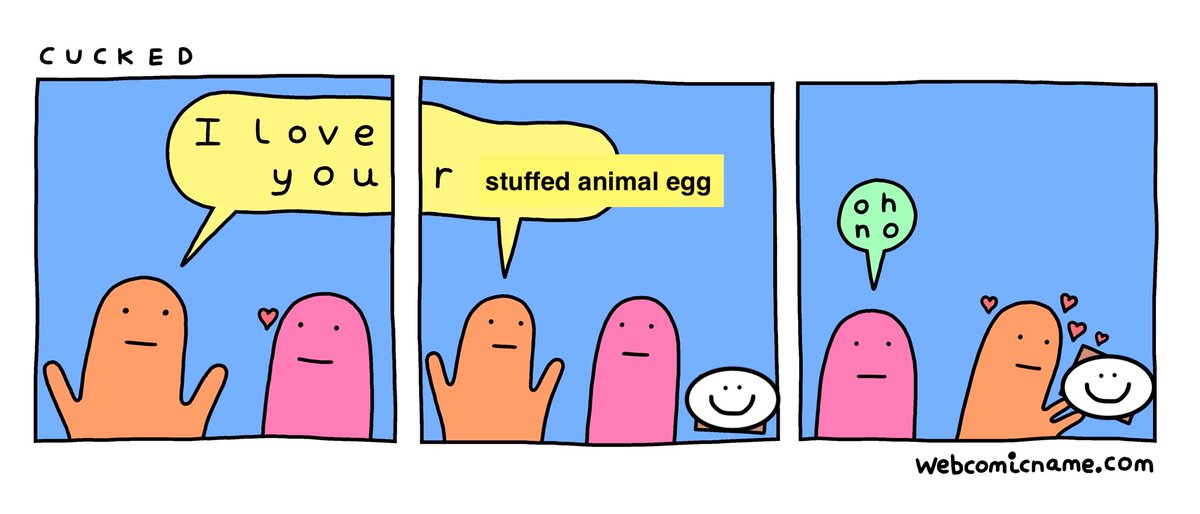 CUCKED
I love
you
r stuffed animal egg
oh
no
webcomicname.com